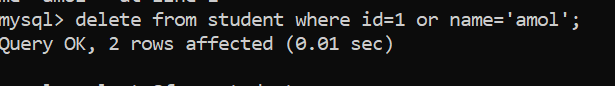 mysql> delete from student where id=1 or name='amol';
Query OK, 2 rows affected (0.01 sec)